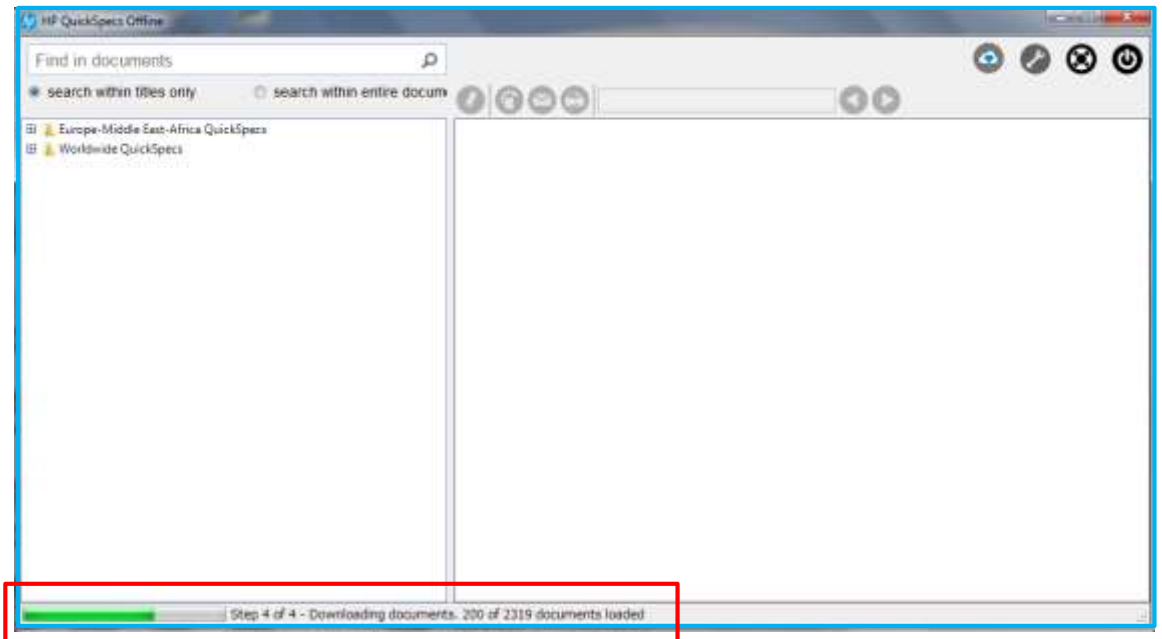 HP QuickSpecs Offline
Find in documents
search within titles only search within entire docum
Europe-Middle East-Africa QuickSpecs
Worldwide QuickSpecs
Step 4 of 4 - Downloading documents. 200 of 2319 documents loaded